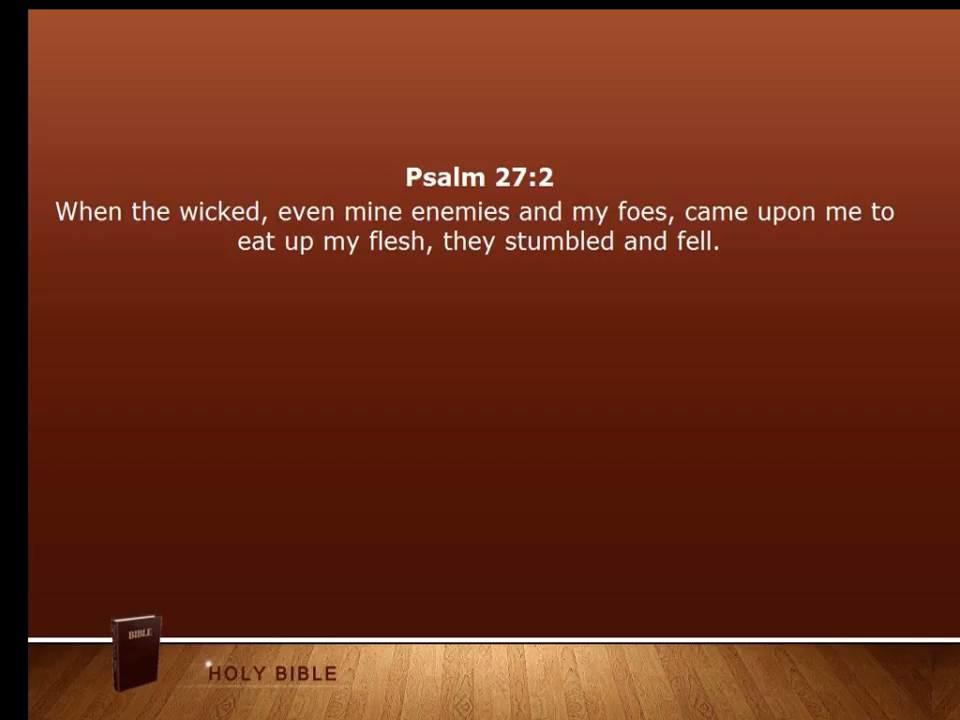 Psalm 27:2
When the wicked, even mine enemies and my foes, came upon me to
eat up my flesh, they stumbled and fell.
BIBLE
HOLY BIBLE